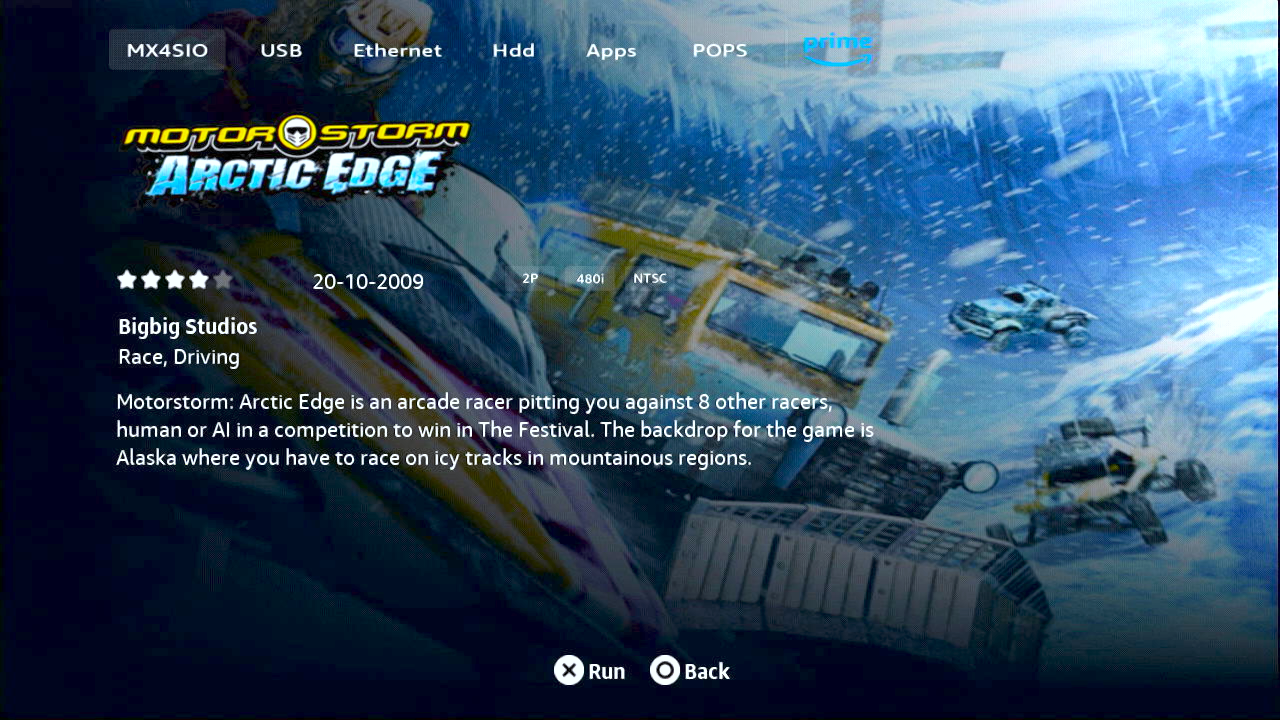 MX4SIO USB Ethernet Hdd Apps POPS prime
MOTORSTORM
ARCTIC EDGE
20-10-2009 2P 480i NTSC
Bigbig Studios
Race, Driving
Motorstorm: Arctic Edge is an arcade racer pitting you against 8 other racers,
human or AI in a competition to win in The Festival. The backdrop for the game is
Alaska where you have to race on icy tracks in mountainous regions.
Run Back